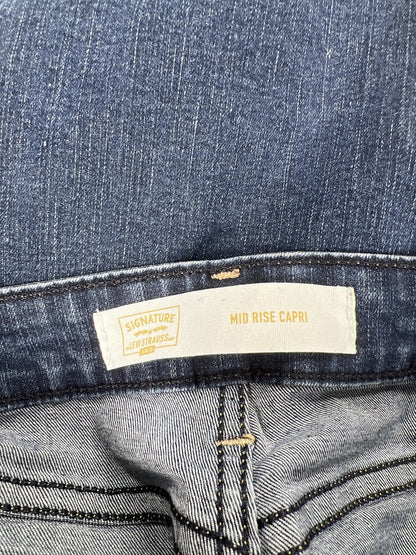 SIGNATURE
LEVI STRAUSS
MID RISE CAPRI